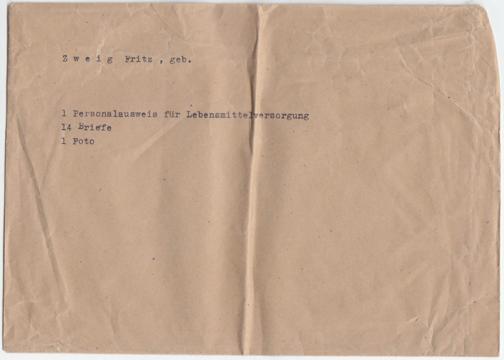 Z w e i g  Fritz , geb.
1 Personalausweis für Lebensmittelversorgung
14 Briefe
1 Foto